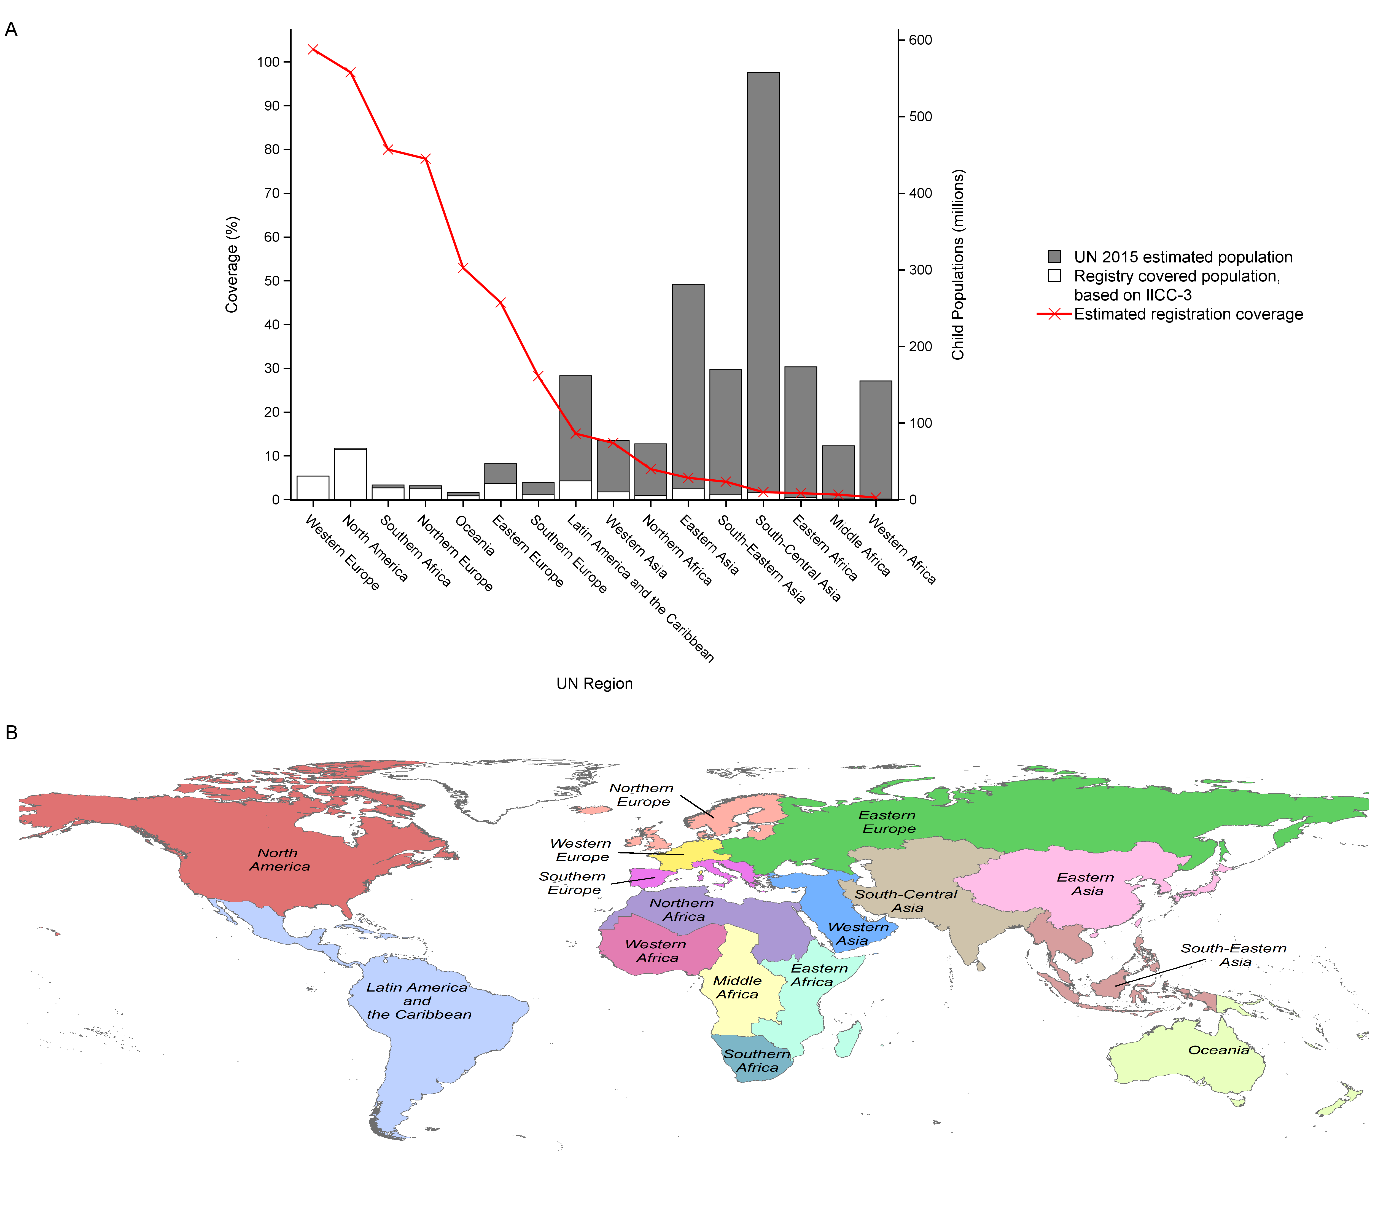 A
100
90
80
70
60
50
40
30
20
10
0
Coverage (%)
600
500
400
300
200
100
0
Child Populations (millions)
UN 2015 estimated population
Registry covered population,
based on IICC-3
Estimated registration coverage
Western Europe
North America
Southern Africa
Northern Europe
Oceania
Eastern Europe
Southern Europe
Latin America and the Caribbean
Western Asia
Northern Africa
Eastern Asia
South-Eastern Asia
South-Central Asia
Eastern Africa
Middle Africa
Western Africa
UN Region
B
Northern
Europe
Eastern
Europe
Western
Europe
North
America
Southern
Europe
Eastern
Asia
South-Central
Asia
Northern
Africa
Western
Asia
Western
Africa
South-Eastern
Asia
Eastern
Africa
Middle
Africa
Latin America
and
the Caribbean
Oceania
Southern
Africa